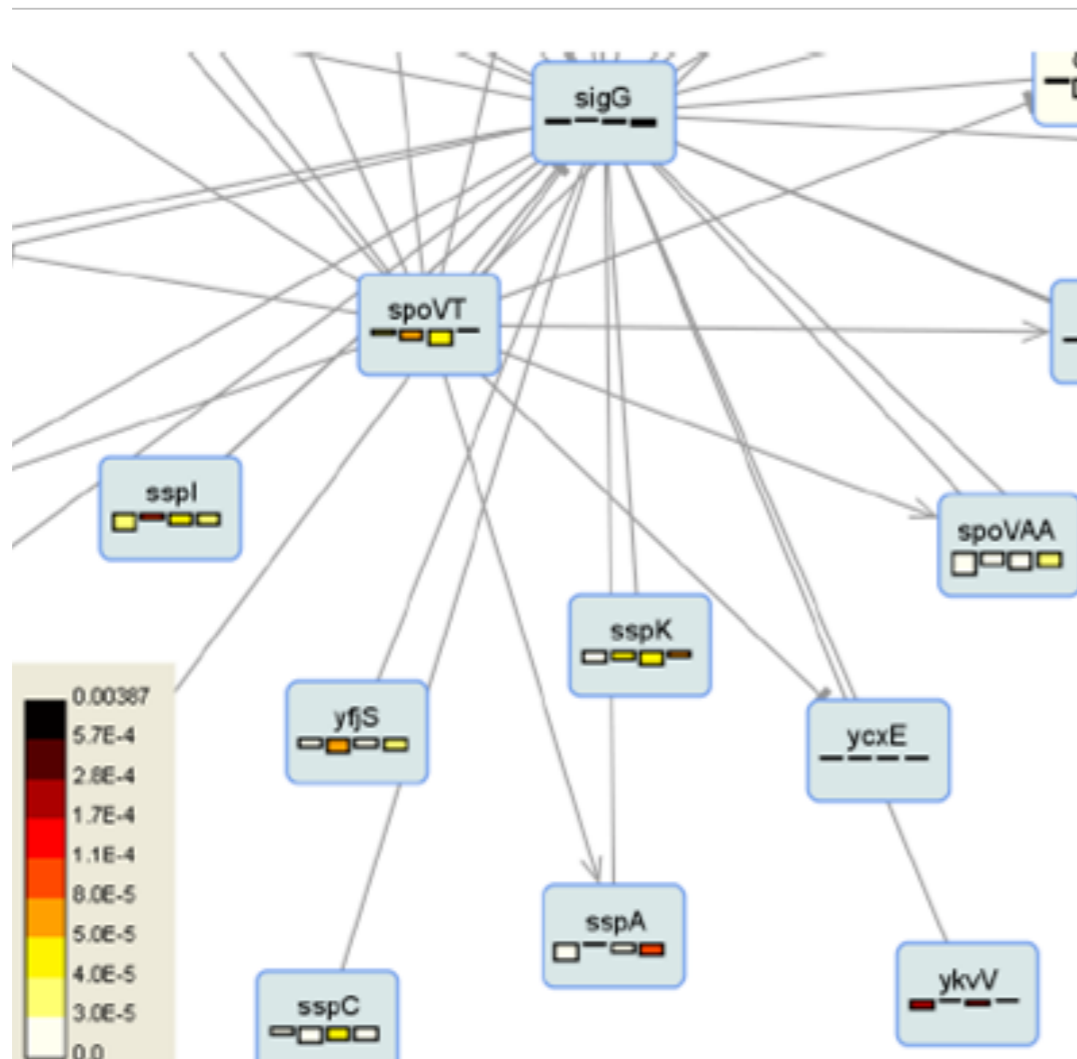 sigG
spoVT
sspI
spoVAA
sspK
yfjS
ycxE
sspA
ykvV
sspC
0.00387
5.7E-4
2.8E-4
1.7E-4
1.1E-4
8.0E-5
5.0E-5
4.0E-5
3.0E-5
0.0